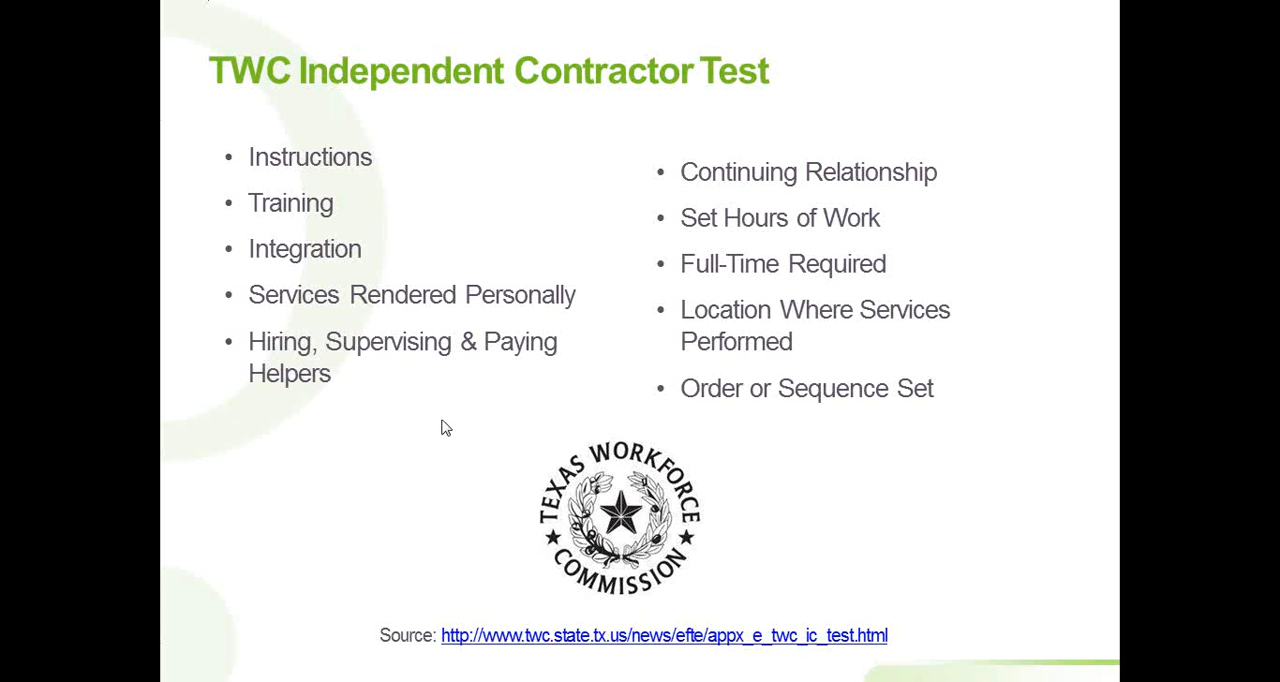 TWC Independent Contractor Test
• Instructions
• Training
• Integration
• Services Rendered Personally
• Hiring, Supervising & Paying
Helpers
• Continuing Relationship
• Set Hours of Work
• Full-Time Required
• Location Where Services
Performed
• Order or Sequence Set
TEXAS WORKFORCE
COMMISSION
Source: http://www.twc.state.tx.us/news/efte/appx_e_twc_ic_test.html